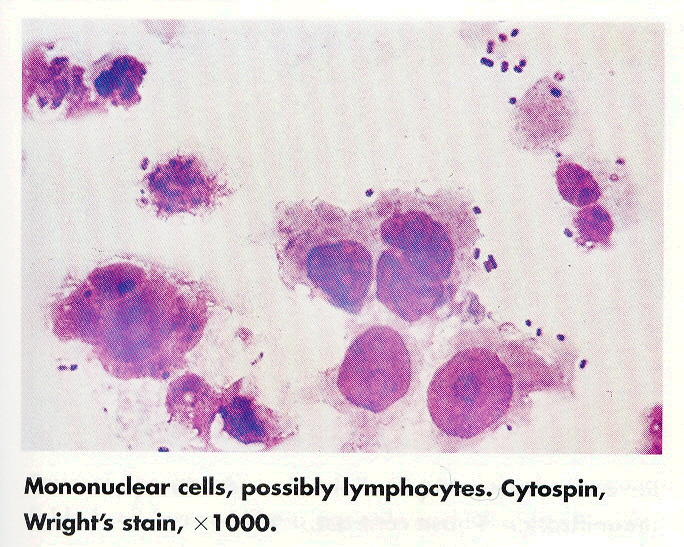 Mononuclear cells, possibly lymphocytes. Cytospin,
Wright's stain, ×1000.